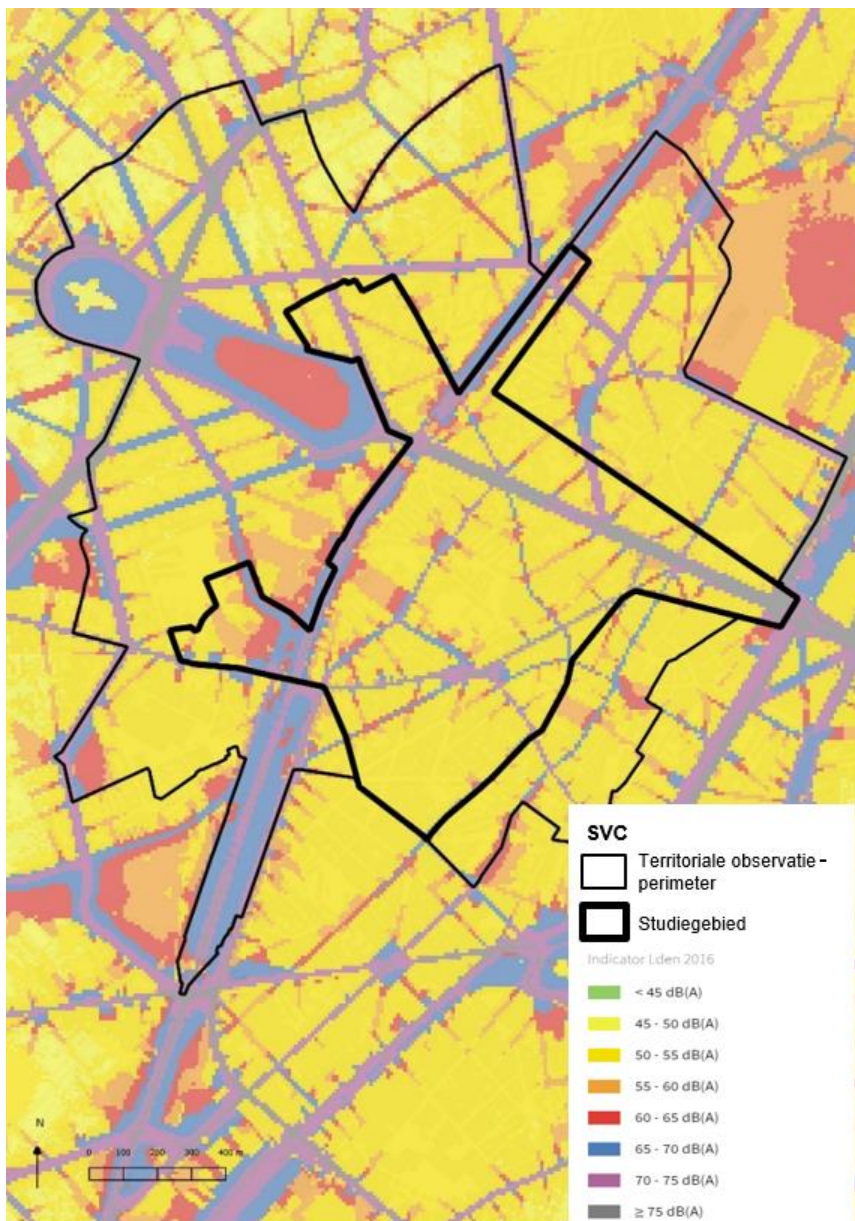 SVC
Territoriale observatie -
perimeter
Studiegebied
Indicator Lden 2016
< 45 dB(A)
45 - 50 dB(A)
50 - 55 dB(A)
55 - 60 dB(A)
60 - 65 dB(A)
65 - 70 dB(A)
70 - 75 dB(A)
≥ 75 dB(A)
N
0 100 200 300 400 m